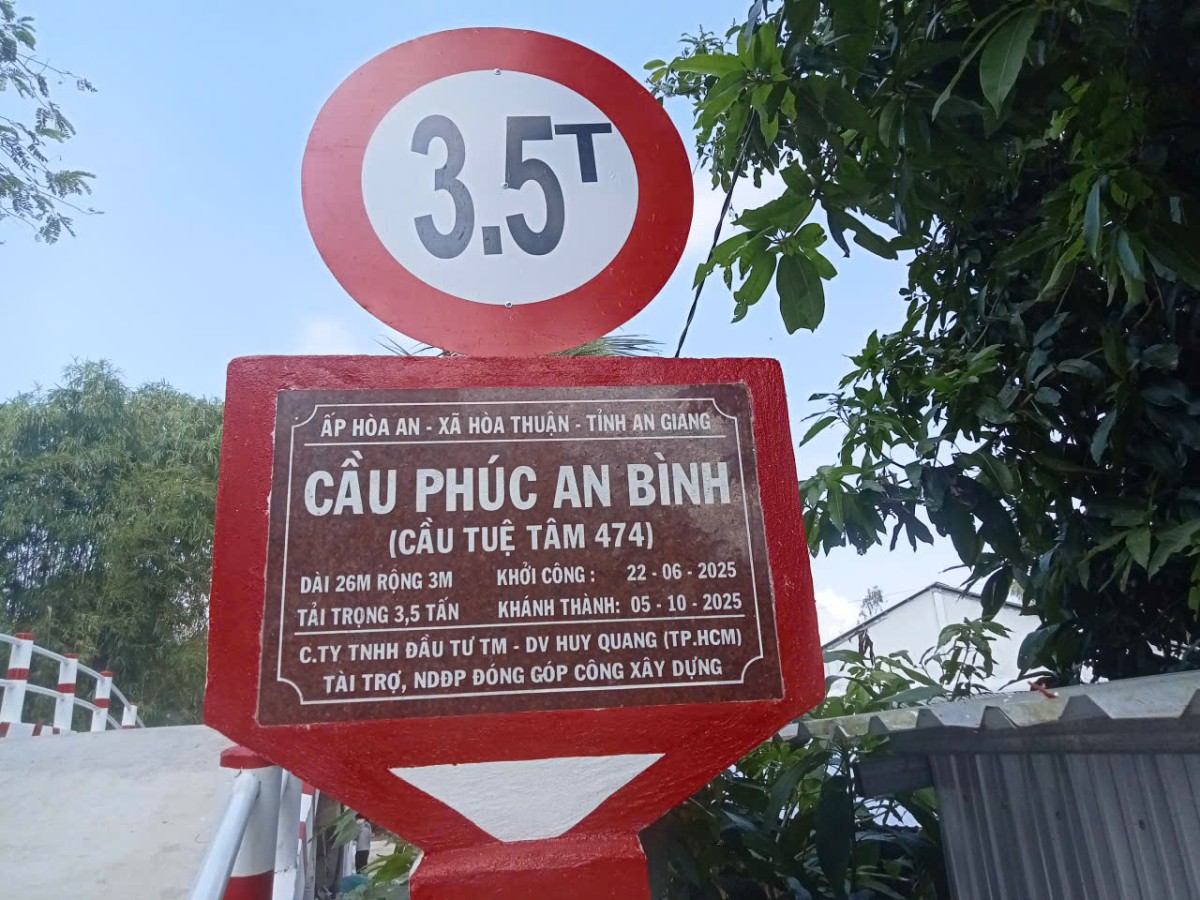 3.5T
ẤP HÒA AN - XÃ HÒA THUẬN - TỈNH AN GIANG
CẦU PHÚC AN BÌNH
(CẦU TUỆ TÂM 474)
DÀI 26M RỘNG 3M KHỞI CÔNG : 22 - 06 - 2025
TẢI TRỌNG 3,5 TẤN KHÁNH THÀNH: 05 - 10 - 2025
C.TY TNHH ĐẦU TƯ TM - DV HUY QUANG (TP.HCM)
TÀI TRỢ, NDĐP ĐÓNG GÓP CÔNG XÂY DỰNG